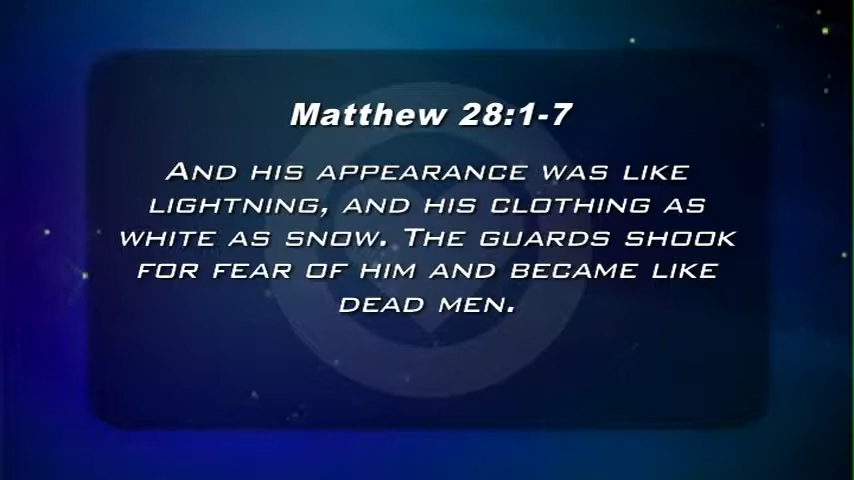 Matthew 28:1-7
And his appearance was like
lightning, and his clothing as
white as snow. The guards shook
for fear of him and became like
dead men.